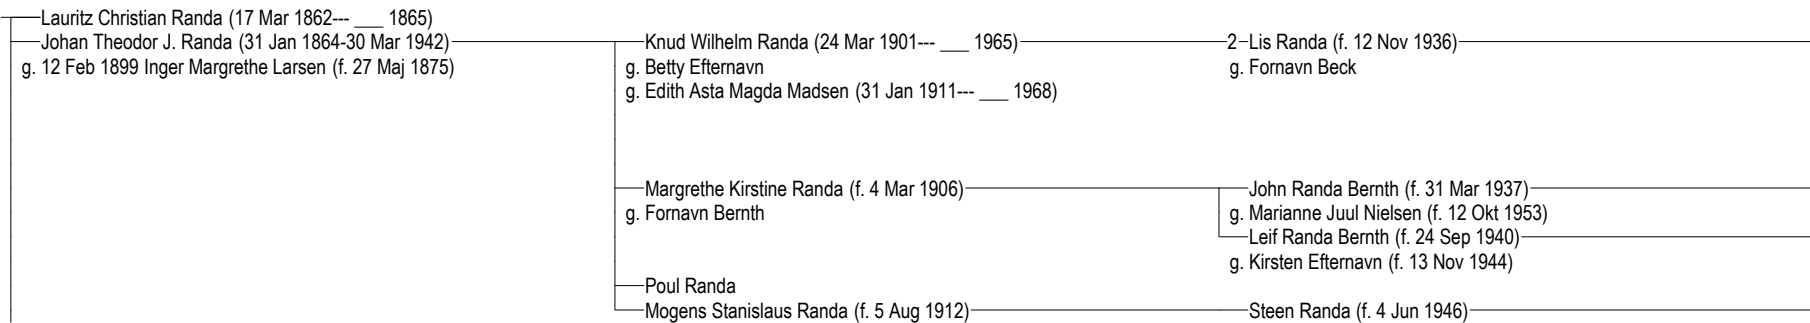 Lauritz Christian Randa (17 Mar 1862--- ___ 1865)
Johan Theodor J. Randa (31 Jan 1864-30 Mar 1942)
g. 12 Feb 1899 Inger Margrethe Larsen (f. 27 Maj 1875)
Knud Wilhelm Randa (24 Mar 1901--- ___ 1965)
g. Betty Efternavn
g. Edith Asta Magda Madsen (31 Jan 1911--- ___ 1968)
2 Lis Randa (f. 12 Nov 1936)
g. Fornavn Beck
Margrethe Kirstine Randa (f. 4 Mar 1906)
g. Fornavn Bernth
John Randa Bernth (f. 31 Mar 1937)
g. Marianne Juul Nielsen (f. 12 Okt 1953)
Leif Randa Bernth (f. 24 Sep 1940)
g. Kirsten Efternavn (f. 13 Nov 1944)
Poul Randa
Mogens Stanislaus Randa (f. 5 Aug 1912)
Steen Randa (f. 4 Jun 1946)